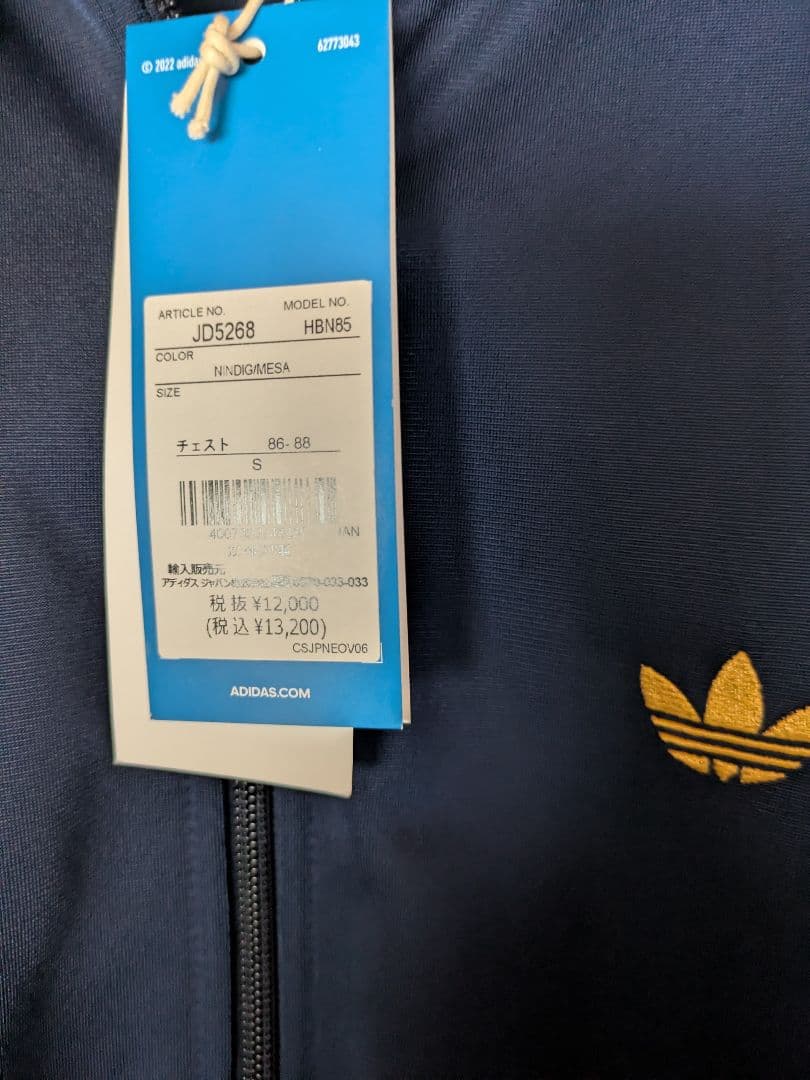 © 2022 adidas
62773043
ARTICLE NO. MODEL NO.
JD5268 HBN85
COLOR
NINDIG/MESA
SIZE
チェスト 86-88
S
輸入販売元
アディダス ジャパン
税抜 ¥12,000
(税込 ¥13,200)
CSJPNEOV06
ADIDAS.COM